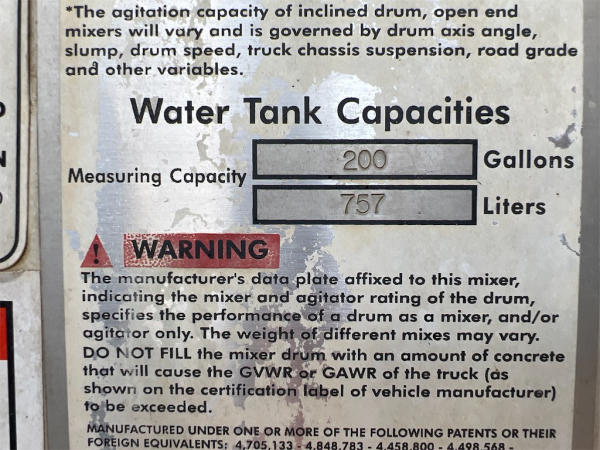 *The agitation capacity of inclined drum, open end
mixers will vary and is governed by drum axis angle,
slump, drum speed, truck chassis suspension, road grade
and other variables.
Water Tank Capacities
Measuring Capacity 200 Gallons
757 Liters
WARNING
The manufacturer's data plate affixed to this mixer,
indicating the mixer and agitator rating of the drum,
specifies the performance of a drum as a mixer, and/or
agitator only. The weight of different mixes may vary.
DO NOT FILL the mixer drum with an amount of concrete
that will cause the GVWR or GAWR of the truck (as
shown on the certification label of vehicle manufacturer)
to be exceeded.
MANUFACTURED UNDER ONE OR MORE OF THE FOLLOWING PATENTS OR THEIR
FOREIGN EQUIVALENTS: 4,705,133 - 4,848,783 - 4,458,800 - 4,498,568 -